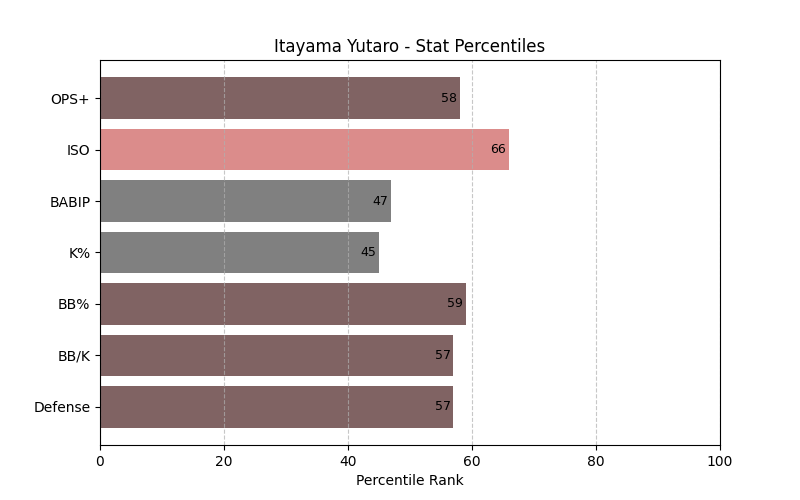 Itayama Yutaro - Stat Percentiles
OPS+ 58
ISO 66
BABIP 47
K% 45
BB% 59
BB/K 57
Defense 57
0 20 40 60 80 100
Percentile Rank